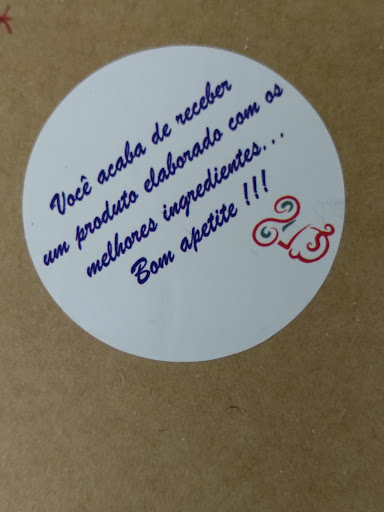 Você acaba de receber
um produto elaborado com os
melhores ingredientes...
Bom apetite !!!